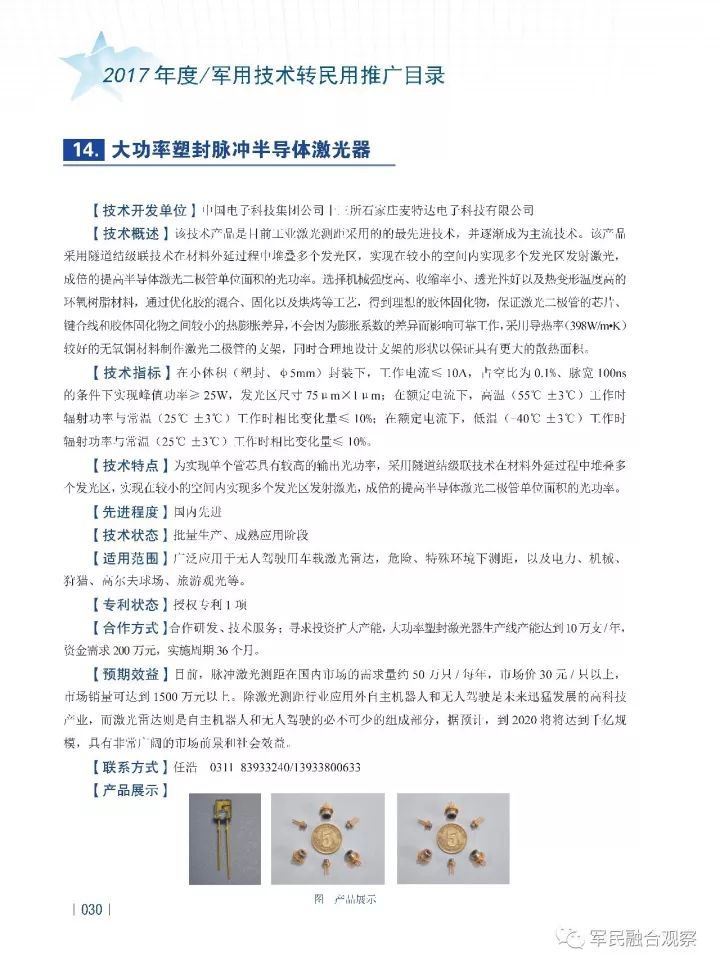 2017 年度/军用技术转民用推广目录
14. 大功率塑封脉冲半导体激光器
【技术开发单位】中国电子科技集团公司十三所石家庄麦特达电子科技有限公司
【技术概述】该技术产品是目前工业激光测距采用的的最先进技术，并逐渐成为主流技术。该产品
采用隧道结级联技术在材料外延过程中堆叠多个发光区，实现在较小的空间内实现多个发光区发射激光，
成倍的提高半导体激光二极管单位面积的光功率。选择机械强度高、收缩率小、透光性好以及热变形温度高的
环氧树脂材料，通过优化胶的混合、固化以及烘烤等工艺，得到理想的胶体固化物，保证激光二极管的芯片、
键合线和胶体固化物之间较小的热膨胀差异，不会因为膨胀系数的差异而影响可靠工作，采用导热率（398W/m•K）
较好的无氧铜材料制作激光二极管的支架，同时合理地设计支架的形状以保证具有更大的散热面积。
【技术指标】在小体积（塑封、φ5mm）封装下，工作电流≤10A，占空比为 0.1%、脉宽 100ns
的条件下实现峰值功率≥25W，发光区尺寸 75μm×1μm；在额定电流下，高温（55℃ ±3℃）工作时
辐射功率与常温（25℃ ±3℃）工作时相比变化量≤10%；在额定电流下，低温（-40℃ ±3℃）工作时
辐射功率与常温（25℃ ±3℃）工作时相比变化量≤10%。
【技术特点】为实现单个管芯具有较高的输出光功率，采用隧道结级联技术在材料外延过程中堆叠多
个发光区，实现在较小的空间内实现多个发光区发射激光，成倍的提高半导体激光二极管单位面积的光功率。
【先进程度】国内先进
【技术状态】批量生产、成熟应用阶段
【适用范围】广泛应用于无人驾驶用车载激光雷达，危险、特殊环境下测距，以及电力、机械、
狩猎、高尔夫球场、旅游观光等。
【专利状态】授权专利 1 项
【合作方式】合作研发、技术服务；寻求投资扩大产能，大功率塑封激光器生产线产能达到 10 万支 / 年，
资金需求 200 万元，实施周期 36 个月。
【预期效益】目前，脉冲激光测距在国内市场的需求量约 50 万只 / 每年，市场价 30 元 / 只以上，
市场销量可达到 1500 万元以上。除激光测距行业应用外自主机器人和无人驾驶是未来迅猛发展的高科技
产业，而激光雷达则是自主机器人和无人驾驶的必不可少的组成部分，据预计，到 2020 将将达到千亿规
模，具有非常广阔的市场前景和社会效益。
【联系方式】任浩 0311 83933240/13933800633
【产品展示】
5
5
图 产品展示
| 030 |
军民融合观察